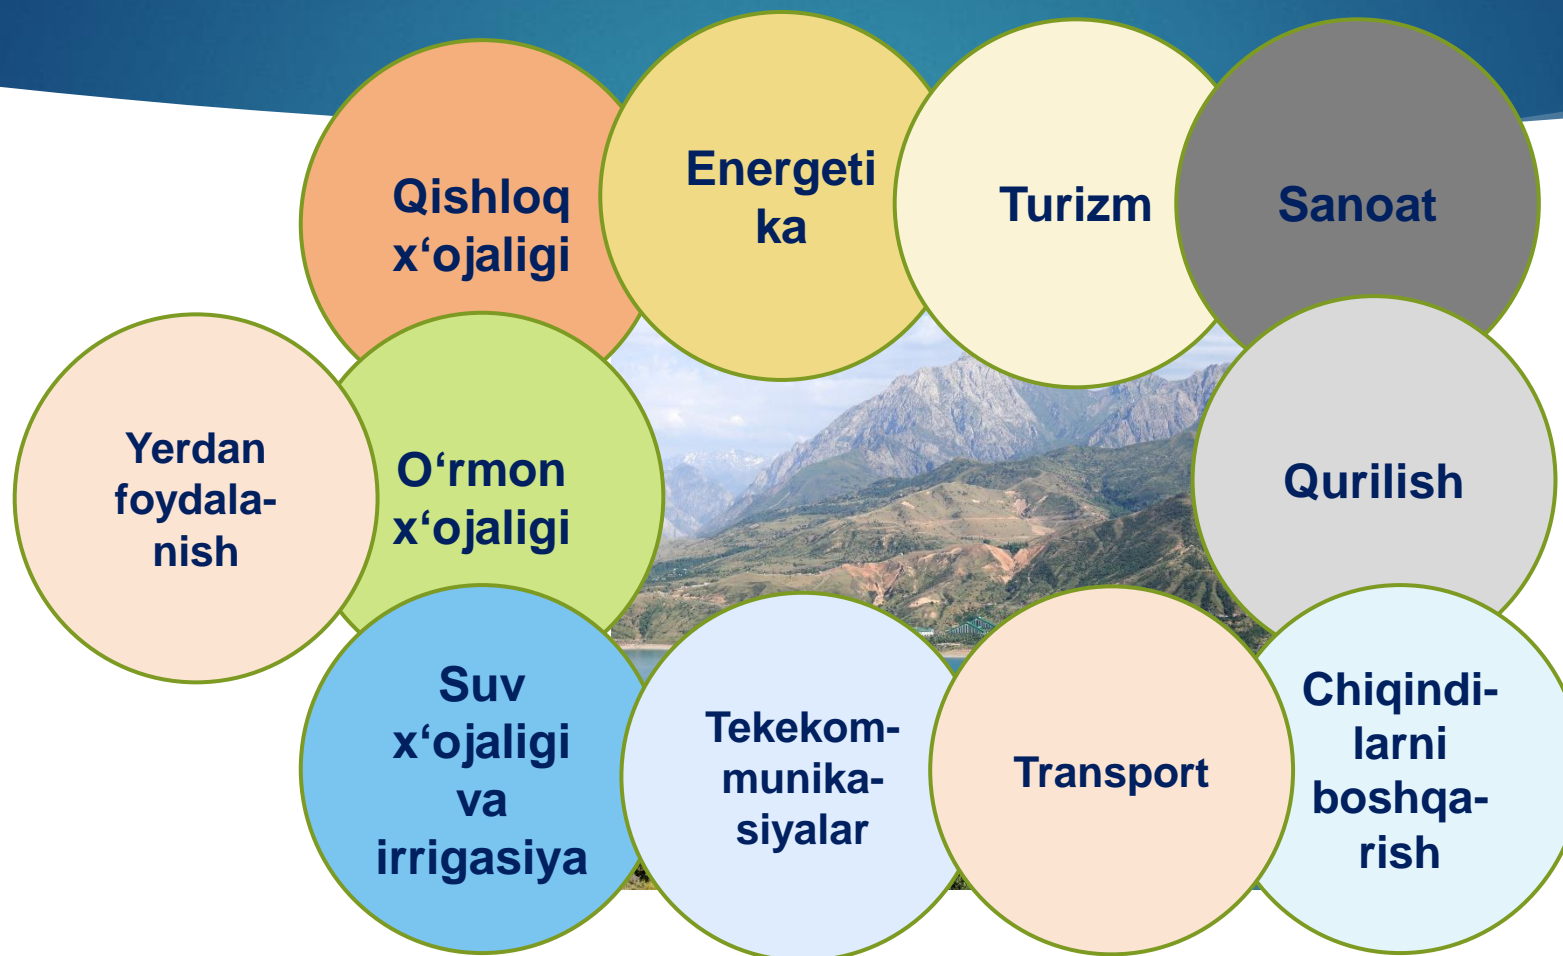 Qishloq
x‘ojaligi
Energeti
ka
Turizm
Sanoat
Yerdan
foydala-
nish
O‘rmon
x‘ojaligi
Qurilish
Suv
x‘ojaligi
va
irrigasiya
Tekekom-
munika-
siyalar
Transport
Chiqindi-
larni
boshqa-
rish